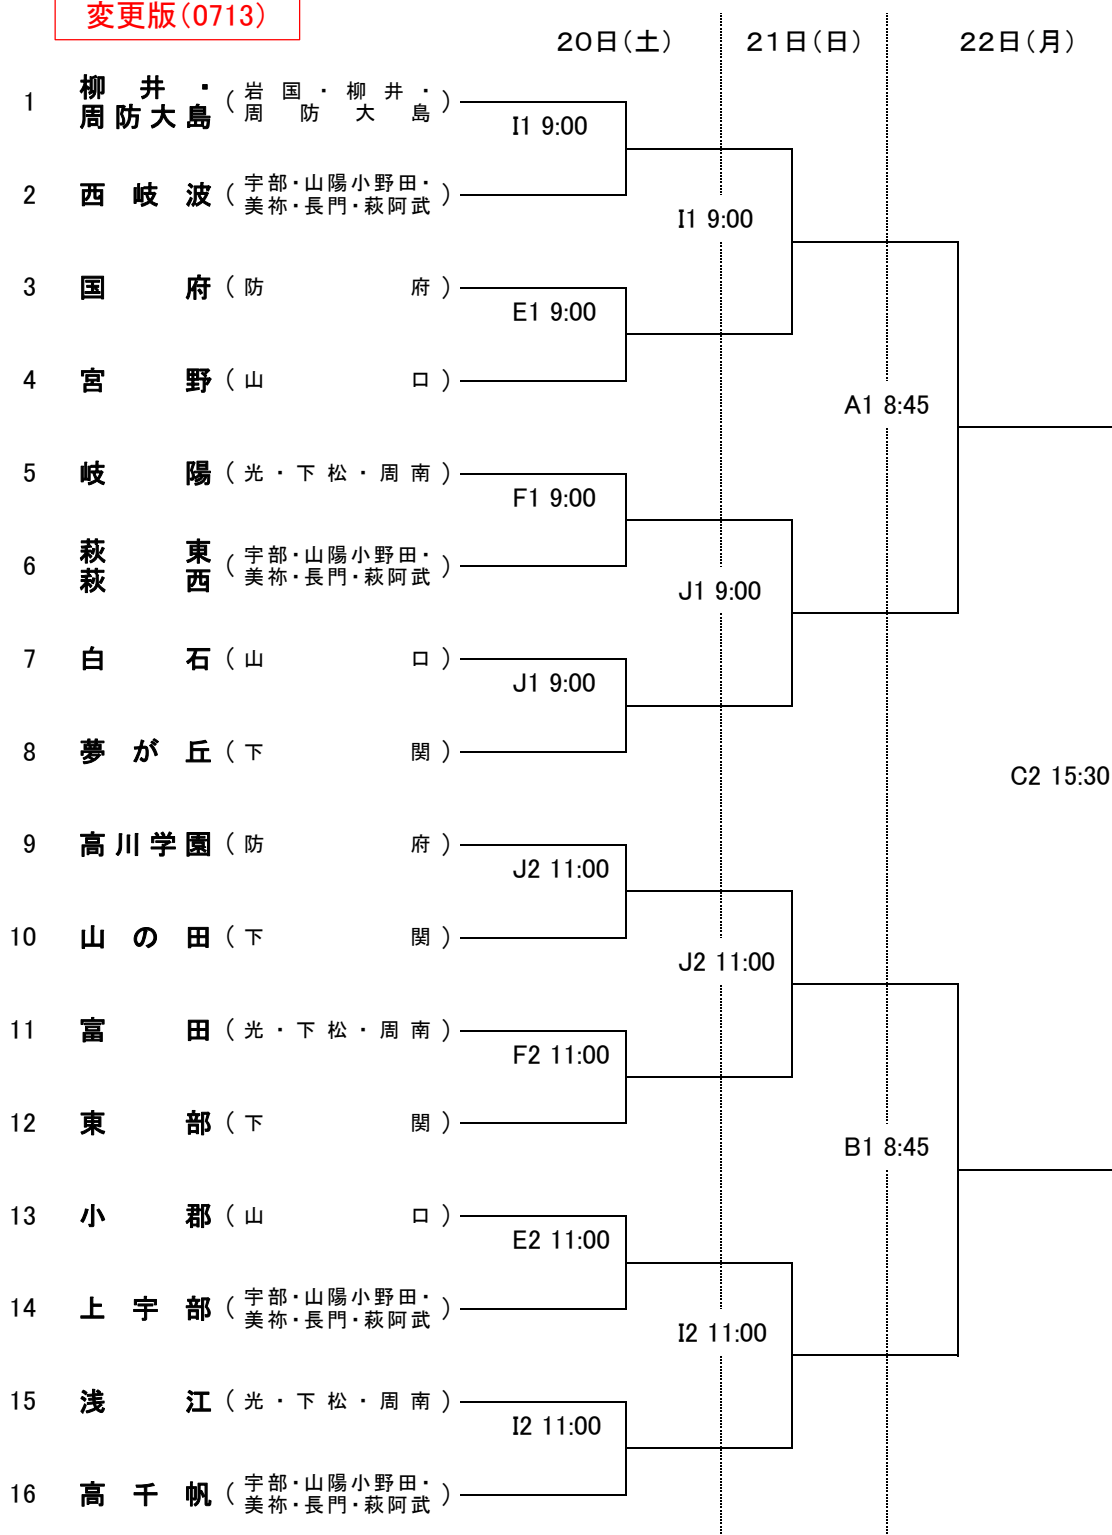 変更版(0713)
20日(土) 21日(日) 22日(月)
1 柳井・周防大島 (岩国・柳井・周防大島)
I1 9:00
2 西岐波 (宇部・山陽小野田・美祢・長門・萩阿武)
I1 9:00
3 国府 (防府)
E1 9:00
4 宮野 (山口)
A1 8:45
5 岐陽 (光・下松・周南)
F1 9:00
6 萩東萩西 (宇部・山陽小野田・美祢・長門・萩阿武)
J1 9:00
7 白石 (山口)
J1 9:00
8 夢が丘 (下関)
C2 15:30
9 高川学園 (防府)
J2 11:00
10 山の田 (下関)
J2 11:00
11 富田 (光・下松・周南)
F2 11:00
12 東部 (下関)
B1 8:45
13 小郡 (山口)
E2 11:00
14 上宇部 (宇部・山陽小野田・美祢・長門・萩阿武)
I2 11:00
15 浅江 (光・下松・周南)
I2 11:00
16 高千帆 (宇部・山陽小野田・美祢・長門・萩阿武)